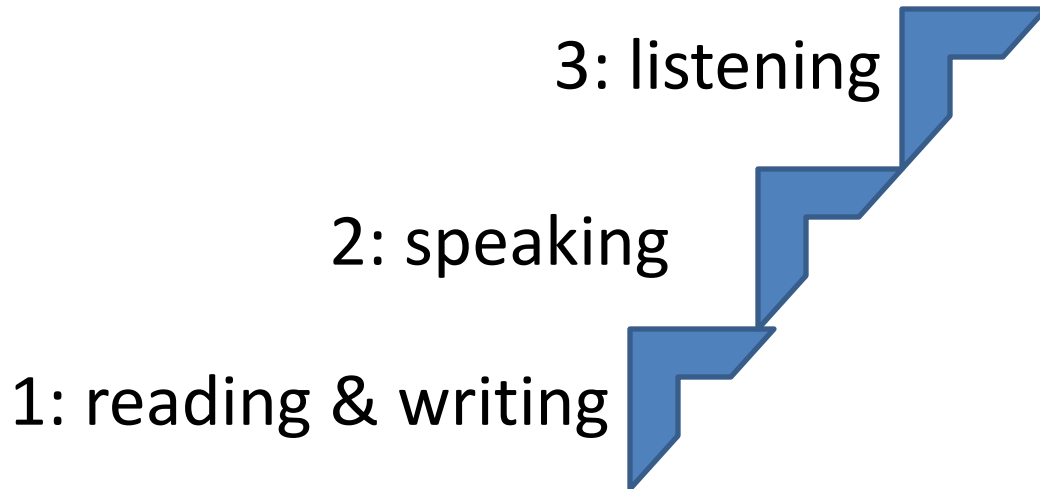 3: listening
2: speaking
1: reading & writing